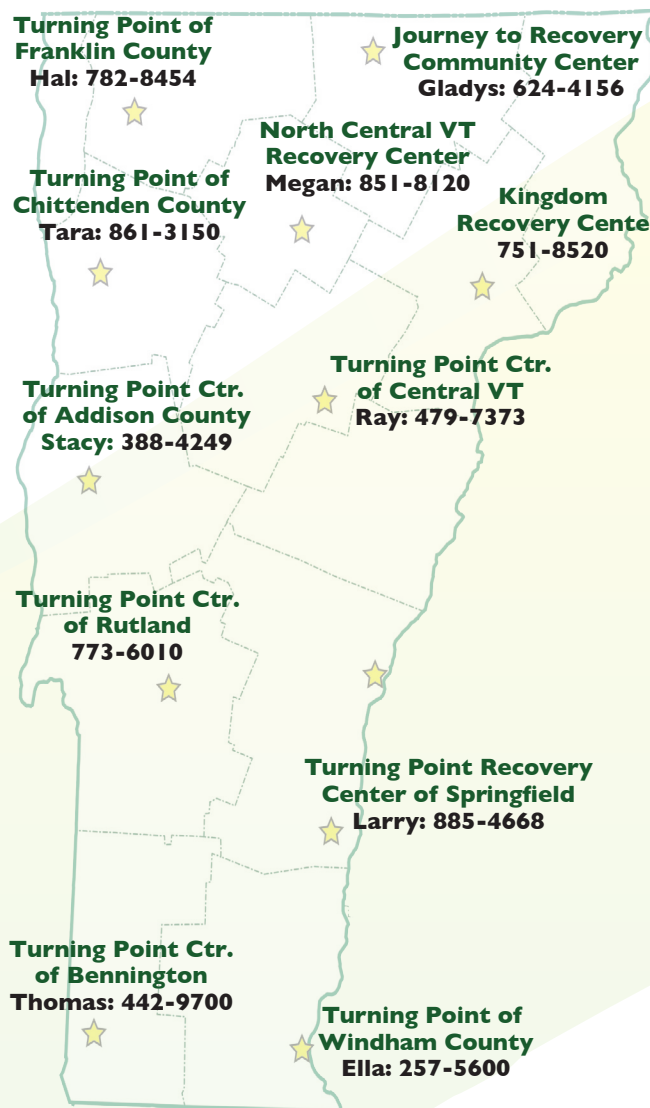 Turning Point of
Franklin County
Hal: 782-8454
Journey to Recovery
Community Center
Gladys: 624-4156
North Central VT
Recovery Center
Megan: 851-8120
Turning Point of
Chittenden County
Tara: 861-3150
Kingdom
Recovery Cente
751-8520
Turning Point Ctr.
of Central VT
Ray: 479-7373
Turning Point Ctr.
of Addison County
Stacy: 388-4249
Turning Point Ctr.
of Rutland
773-6010
Turning Point Recovery
Center of Springfield
Larry: 885-4668
Turning Point Ctr.
of Bennington
Thomas: 442-9700
Turning Point of
Windham County
Ella: 257-5600